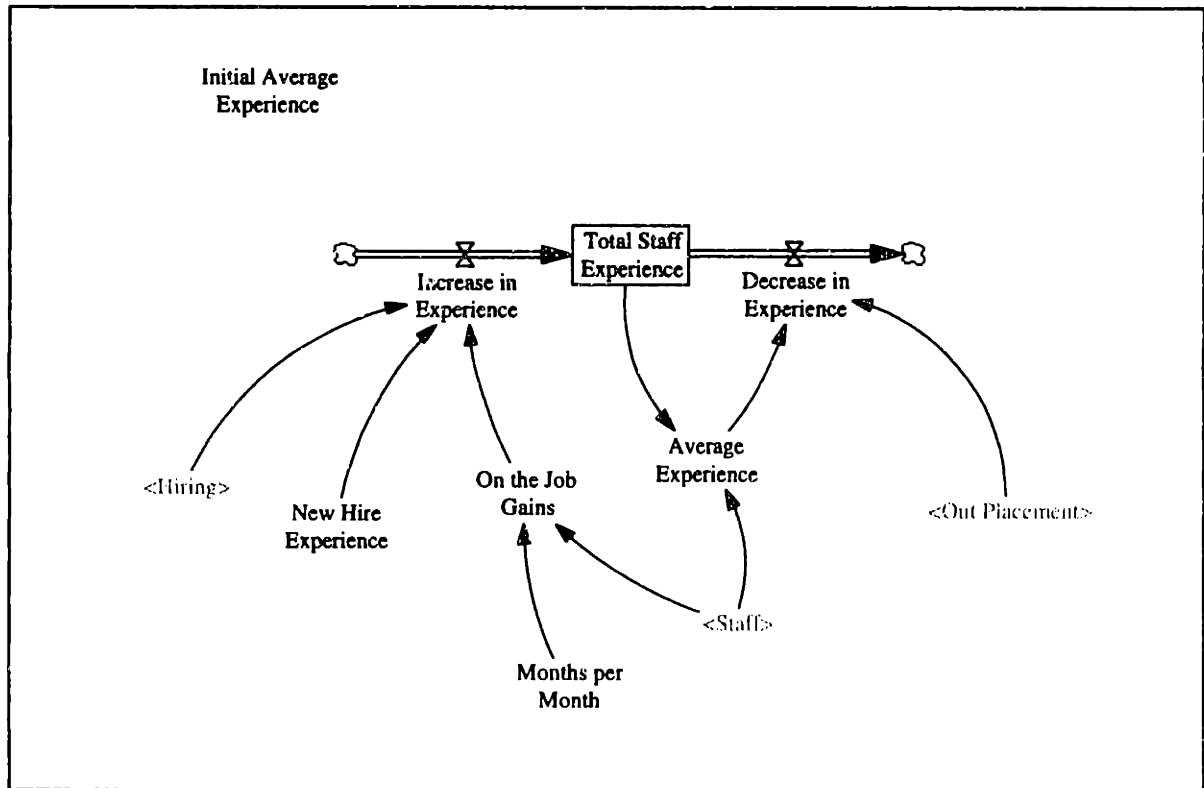 Initial Average
Experience
Total Staff
Experience
Increase in
Experience
Decrease in
Experience
Average
Experience
<Hiring>
On the Job
Gains
New Hire
Experience
<Out Placement>
<Staff>
Months per
Month